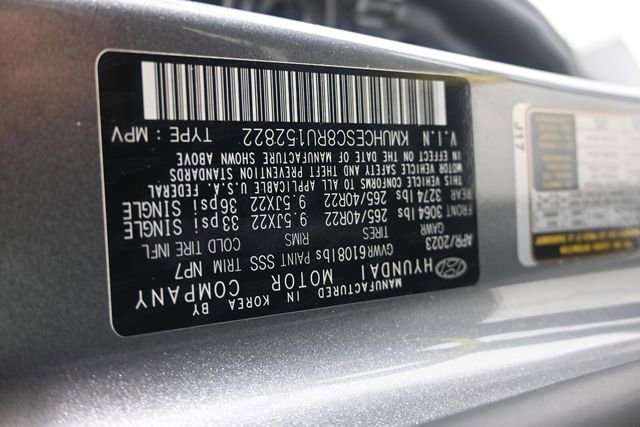 MANUFACTURED IN KOREA BY
HYUNDAI MOTOR COMPANY
APR/2023 GVWR6108lbs PAINT SSS TRIM NP7
GAWR TIRES RIMS COLD TIRE INFL
FRONT 3064 lbs 265/40R22 9.5JX22 33psi SINGLE
REAR 3274 lbs 265/40R22 9.5JX22 36psi SINGLE
THIS VEHICLE CONFORMS TO ALL APPLICABLE U.S.A. FEDERAL
MOTOR VEHICLE SAFETY AND THEFT PREVENTION STANDARDS
IN EFFECT ON THE DATE OF MANUFACTURE SHOWN ABOVE
V.I.N KMUHCESC8RU152822 TYPE: MPV
J17